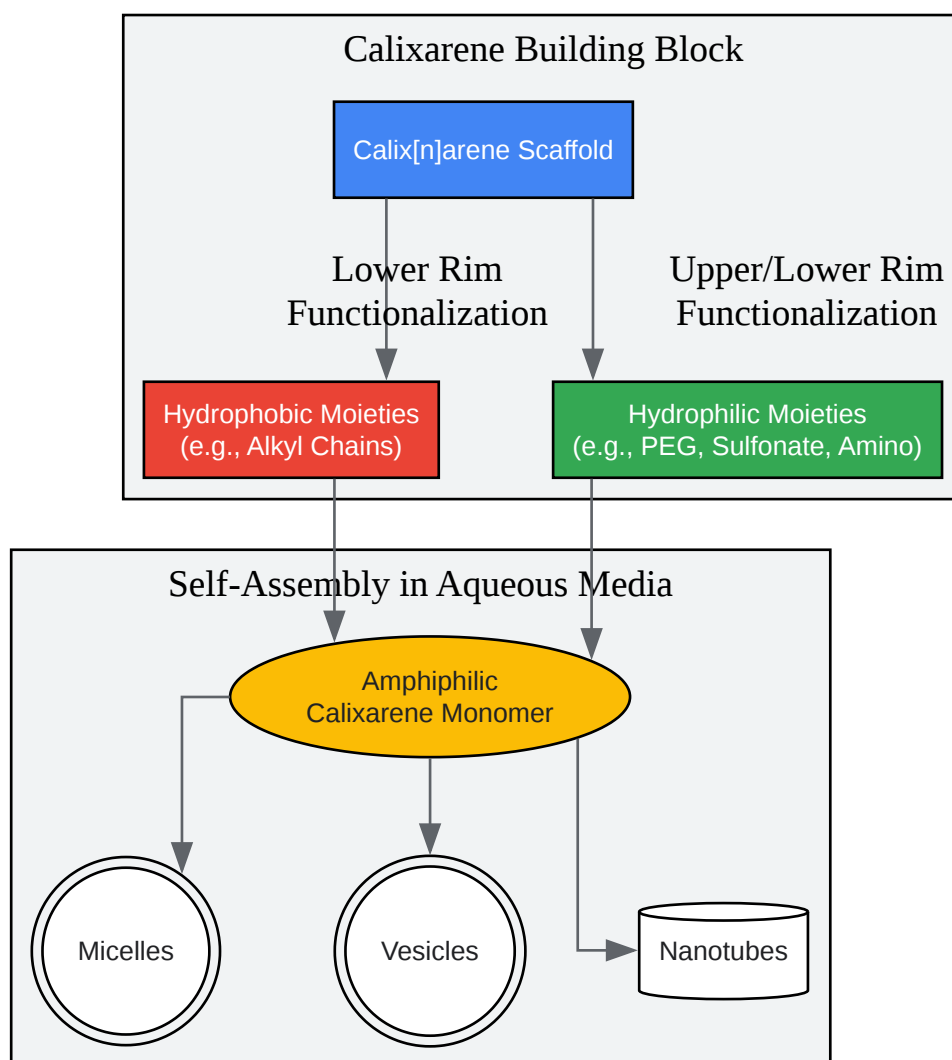 Calixarene Building Block
Calix[n]arene Scaffold
Lower Rim
Functionalization
Upper/Lower Rim
Functionalization
Hydrophobic Moieties
(e.g., Alkyl Chains)
Hydrophilic Moieties
(e.g., PEG, Sulfonate, Amino)
Self-Assembly in Aqueous Media
Amphiphilic
Calixarene Monomer
Micelles
Vesicles
Nanotubes